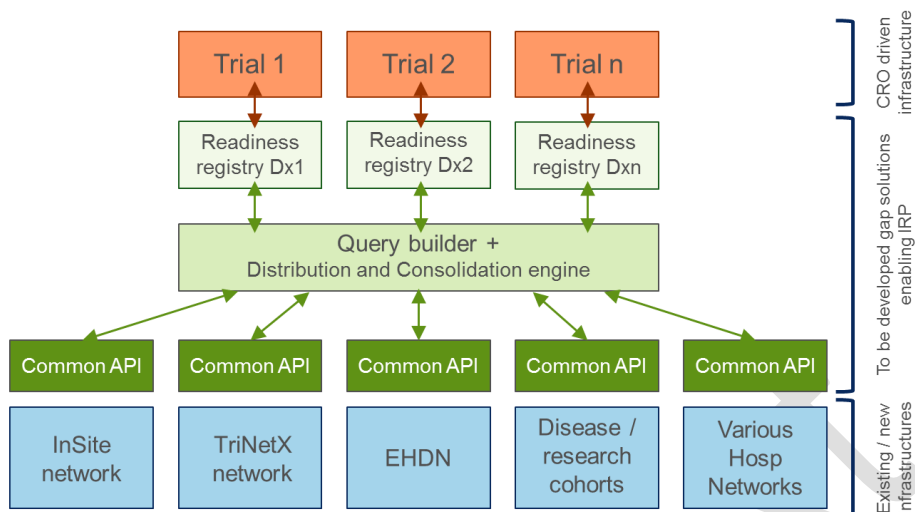 Trial 1
Trial 2
Trial n
CRO driven
infrastructure
Readiness
registry Dx1
Readiness
registry Dx2
Readiness
registry Dxn
Query builder +
Distribution and Consolidation engine
To be developed gap solutions
enabling IRP
Common API
Common API
Common API
Common API
Common API
InSite
network
TriNetX
network
EHDN
Disease /
research
cohorts
Various
Hosp
Networks
Existing / new
nfrastructures